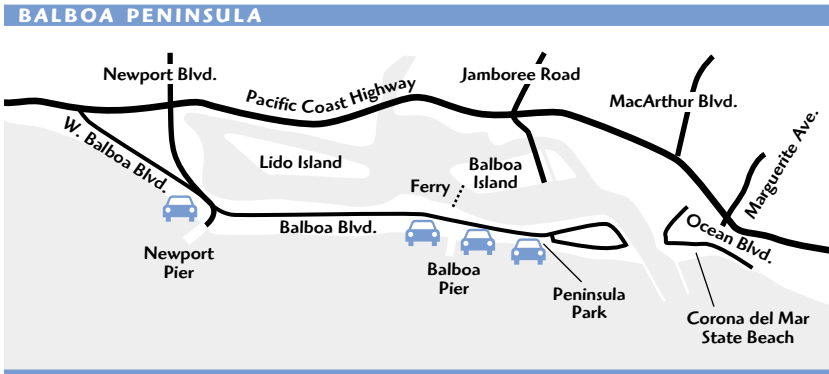 BALBOA PENINSULA
Newport Blvd.
Pacific Coast Highway
Jamboree Road
MacArthur Blvd.
Marguerite Ave.
W. Balboa Blvd.
Lido Island
Balboa
Island
Ferry
Balboa Blvd.
Ocean Blvd.
Newport
Pier
Balboa
Pier
Peninsula
Park
Corona del Mar
State Beach